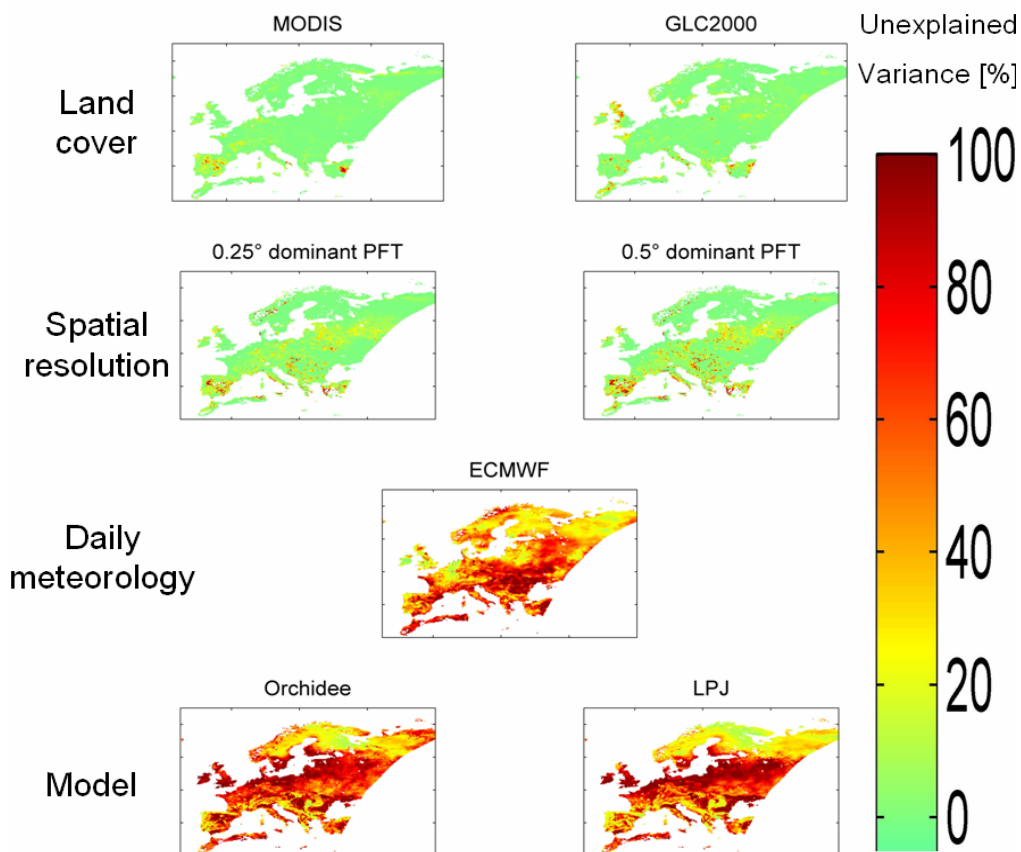 MODIS
GLC2000
Unexplained
Variance [%]
Land
cover
0.25° dominant PFT
0.5° dominant PFT
Spatial
resolution
ECMWF
Daily
meteorology
Orchidee
LPJ
Model
100
80
60
40
20
0